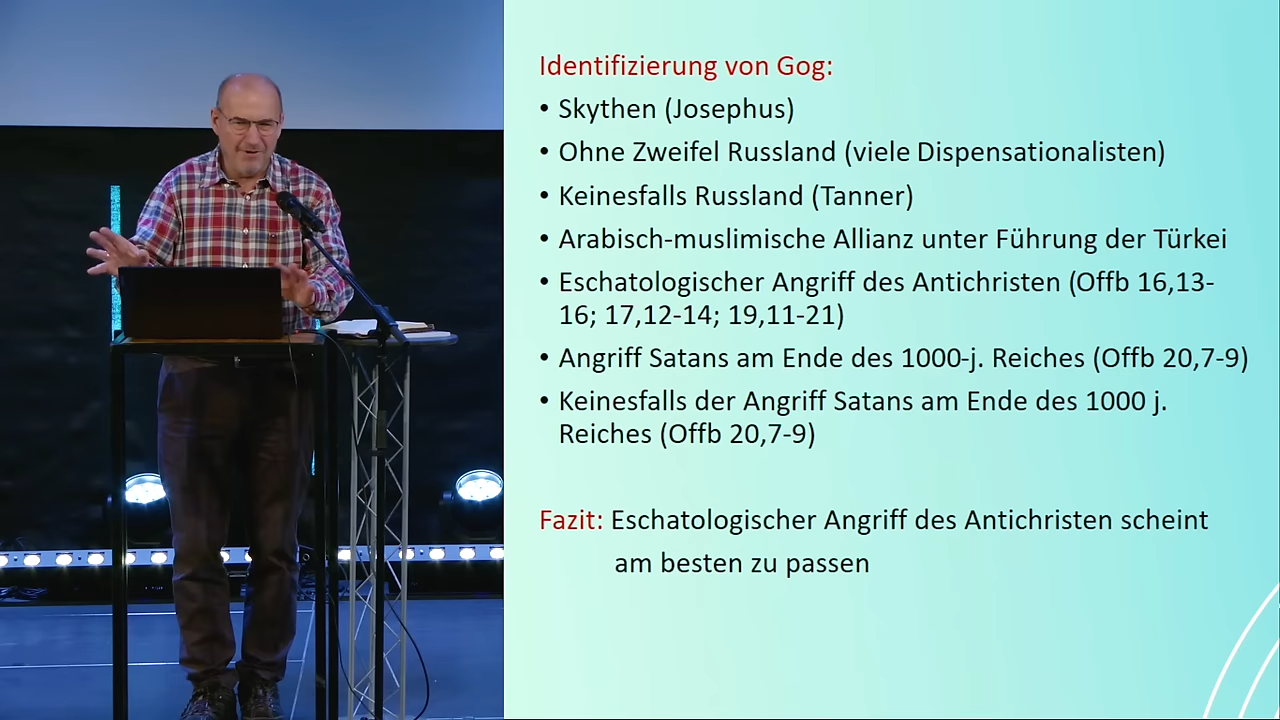 Identifizierung von Gog:
• Skythen (Josephus)
• Ohne Zweifel Russland (viele Dispensationalisten)
• Keinesfalls Russland (Tanner)
• Arabisch-muslimische Allianz unter Führung der Türkei
• Eschatologischer Angriff des Antichristen (Offb 16,13-
16; 17,12-14; 19,11-21)
• Angriff Satans am Ende des 1000-j. Reiches (Offb 20,7-9)
• Keinesfalls der Angriff Satans am Ende des 1000 j.
Reiches (Offb 20,7-9)
Fazit: Eschatologischer Angriff des Antichristen scheint
am besten zu passen